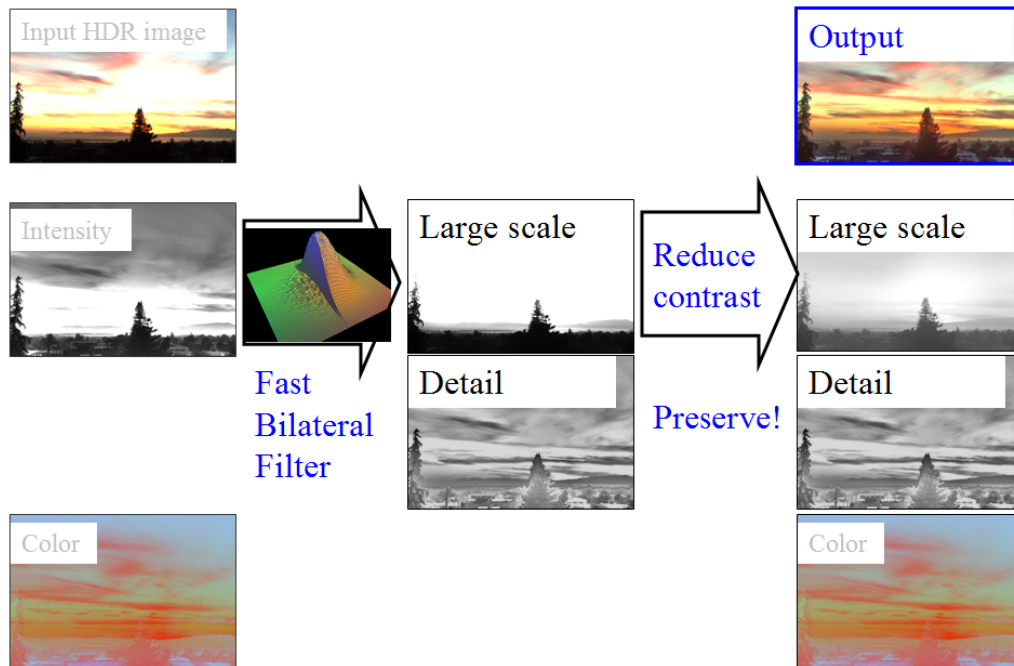 Input HDR image
Output
Intensity
Large scale
Reduce
contrast
Large scale
Fast
Bilateral
Filter
Detail
Preserve!
Detail
Color
Color